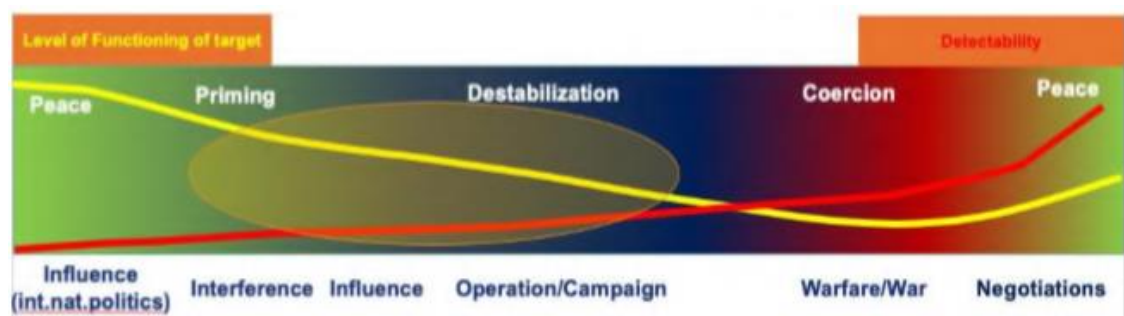 Level of Functioning of target
Detectability
Peace
Priming
Destabilization
Coercion
Peace
Influence
(int.nat.politics)
Interference
Influence
Operation/Campaign
Warfare/War
Negotiations